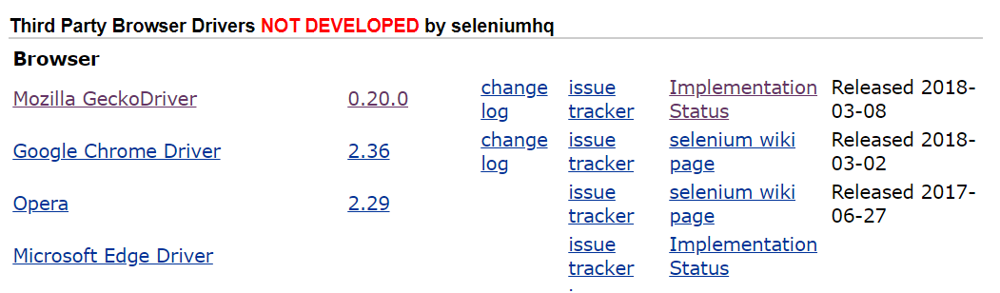 Third Party Browser Drivers NOT DEVELOPED by seleniumhq
Browser
Mozilla GeckoDriver 0.20.0 change log issue tracker Implementation Status Released 2018-03-08
Google Chrome Driver 2.36 change log issue tracker selenium wiki page Released 2018-03-02
Opera 2.29 issue tracker selenium wiki page Released 2017-06-27
Microsoft Edge Driver issue tracker Implementation Status